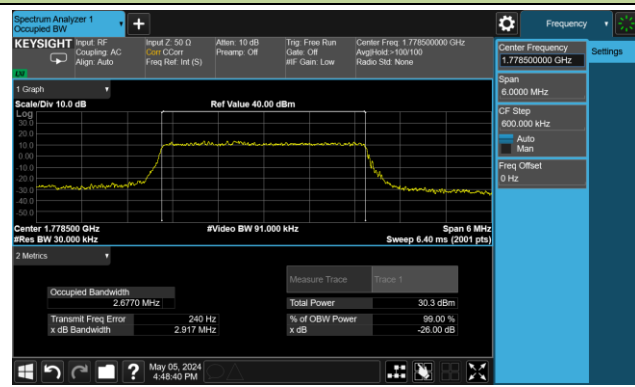 Spectrum Analyzer 1
Occupied BW
Frequency
KEYSIGHT
Input: RF
Coupling: AC
Align: Auto
Input Z: 50 Ω
Corr CCorr
Freq Ref: Int (S)
Atten: 10 dB
Preamp: Off
Trig: Free Run
Gate: Off
#IF Gain: Low
Center Freq: 1.778500000 GHz
Avg|Hold:>100/100
Radio Std: None
Center Frequency
1.778500000 GHz
Settings
Span
6.0000 MHz
CF Step
600.000 kHz
Auto
Man
Freq Offset
0 Hz
1 Graph
Scale/Div 10.0 dB
Ref Value 40.00 dBm
Log
30.0
20.0
10.0
0.00
-10.0
-20.0
-30.0
-40.0
-50.0
Center 1.778500 GHz
#Video BW 91.000 kHz
Span 6 MHz
#Res BW 30.000 kHz
Sweep 6.40 ms (2001 pts)
2 Metrics
Measure Trace
Trace 1
Occupied Bandwidth
2.6770 MHz
Total Power
30.3 dBm
Transmit Freq Error
240 Hz
% of OBW Power
99.00 %
x dB Bandwidth
2.917 MHz
x dB
-26.00 dB
?
May 05, 2024
4:48:40 PM